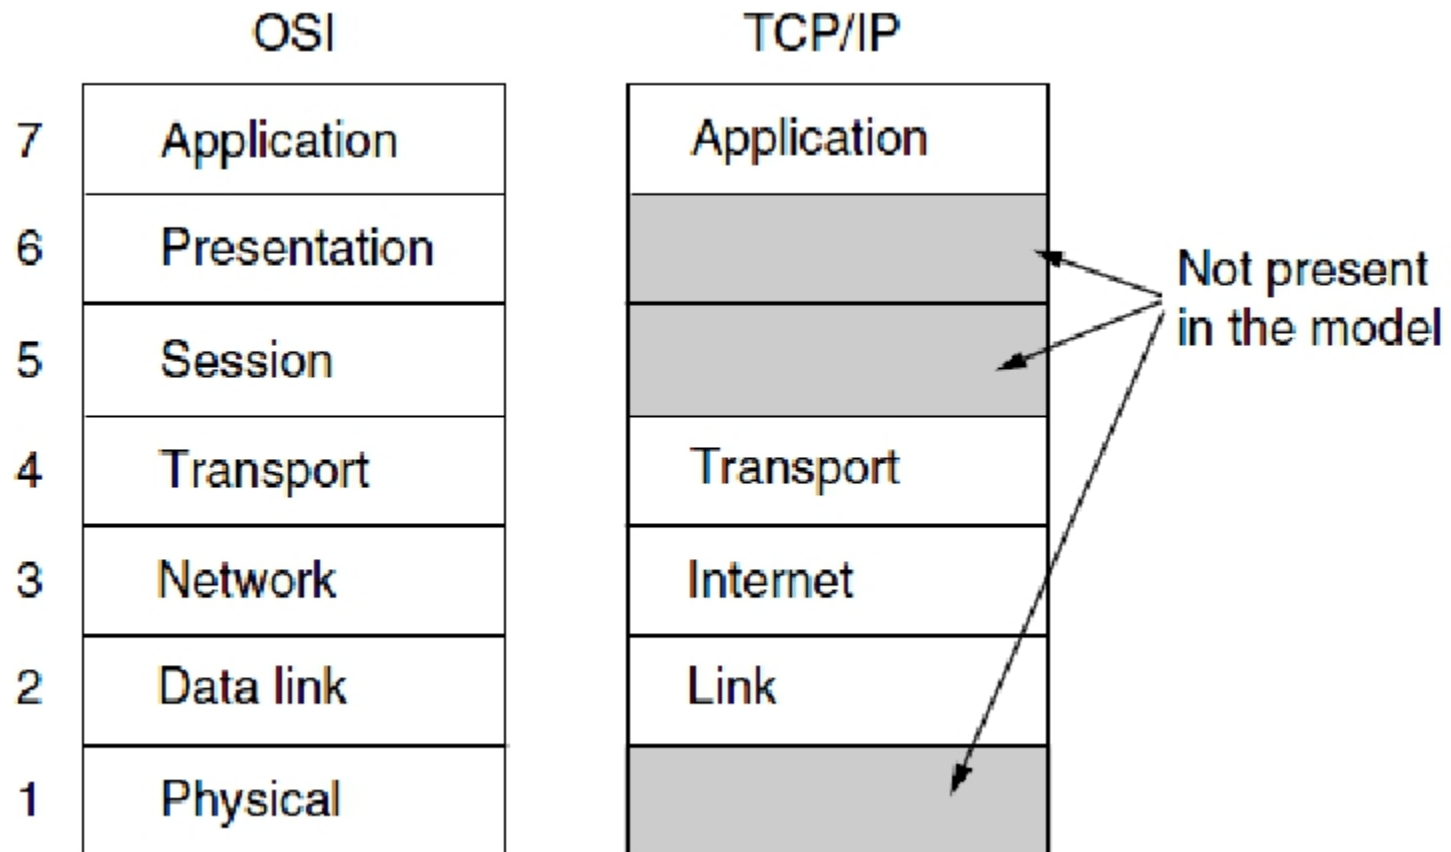 OSI TCP/IP
7 Application Application
6 Presentation
Not present
in the model
5 Session
4 Transport Transport
3 Network Internet
2 Data link Link
1 Physical